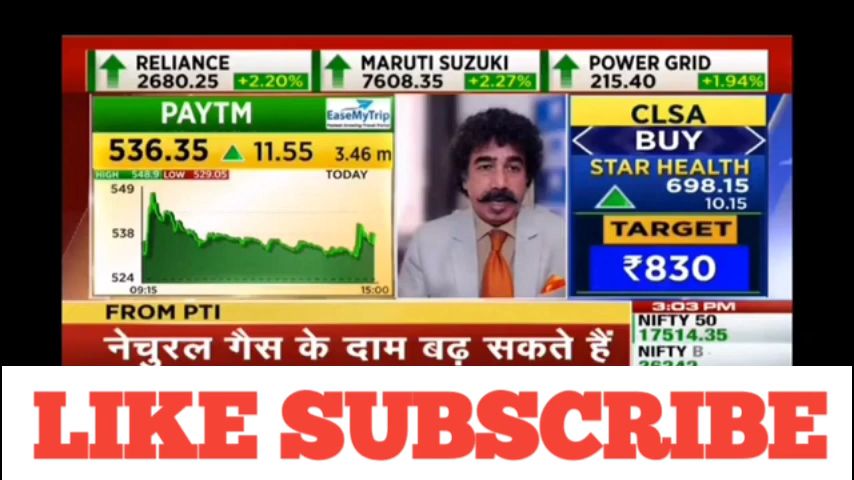 RELIANCE
2680.25 +2.20%
MARUTI SUZUKI
7608.35 +2.27%
POWER GRID
215.40 +1.94%
PAYTM
EaseMyTrip
536.35 11.55 3.46 m
HIGH 548.9 LOW 529.05
TODAY
549
538
524
09:15 15:00
CLSA
BUY
STAR HEALTH
698.15
10.15
TARGET
₹830
FROM PTI
नेचुरल गैस के दाम बढ़ सकते हैं
3:03 PM
NIFTY 50
17514.35
NIFTY B
LIKE SUBSCRIBE